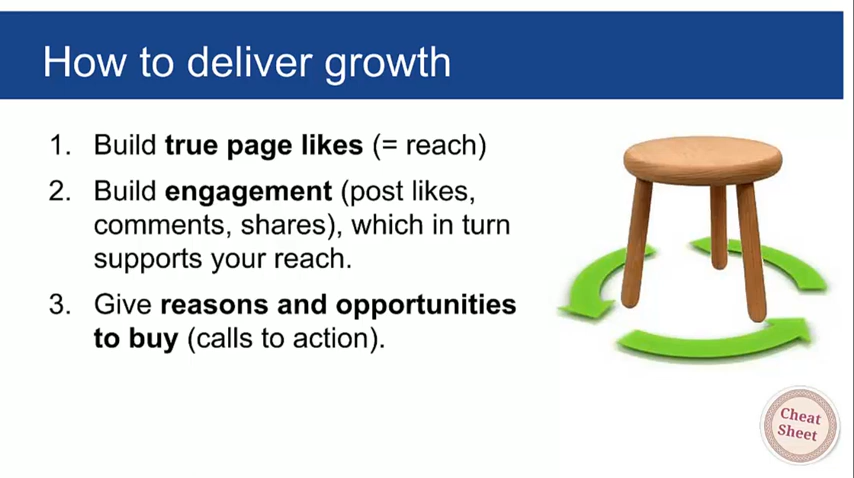 How to deliver growth
1. Build true page likes (= reach)
2. Build engagement (post likes,
comments, shares), which in turn
supports your reach.
3. Give reasons and opportunities
to buy (calls to action).
Cheat
Sheet